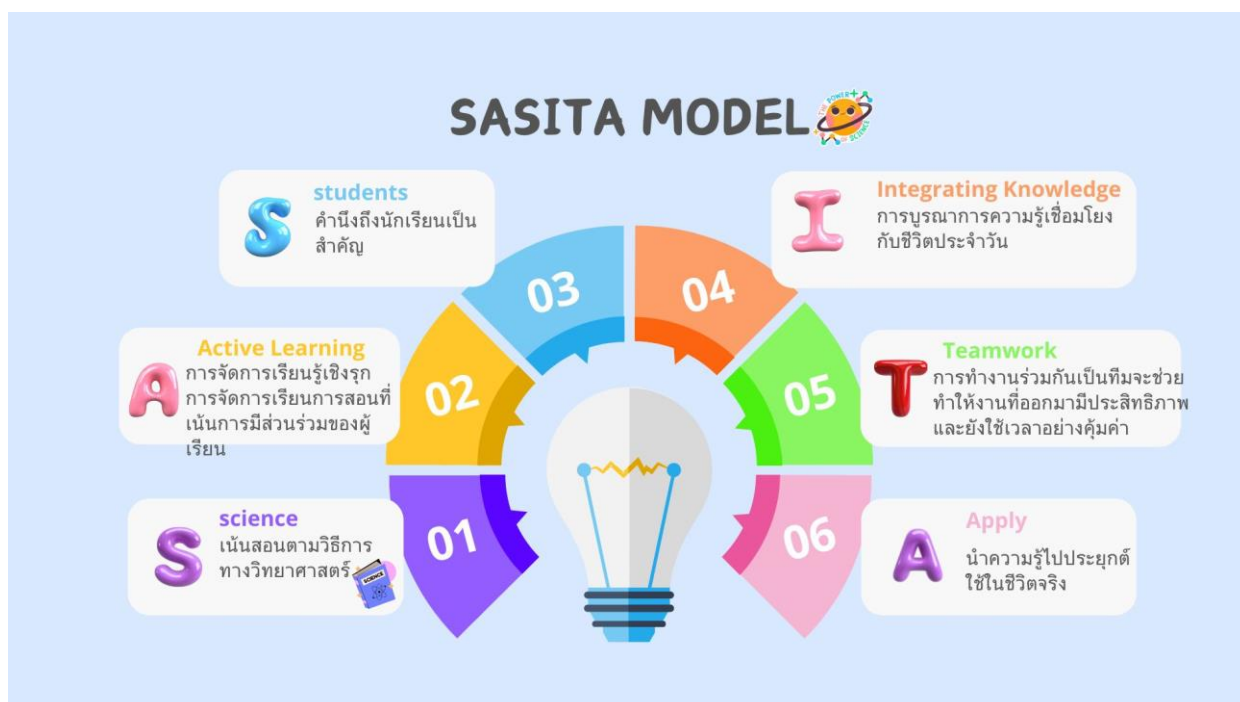 SASITA MODEL
THE POWER OF SCIENCE
S
students
คำนึงถึงนักเรียนเป็น
สำคัญ
03
I
Integrating Knowledge
การบูรณาการความรู้เชื่อมโยง
กับชีวิตประจำวัน
04
A
Active Learning
การจัดการเรียนรู้เชิงรุก
การจัดการเรียนการสอนที่
เน้นการมีส่วนร่วมของผู้
เรียน
02
T
Teamwork
การทำงานร่วมกันเป็นทีมจะช่วย
ทำให้งานที่ออกมามีประสิทธิภาพ
และยังใช้เวลาอย่างคุ้มค่า
05
S
science
เน้นสอนตามวิธีการ
ทางวิทยาศาสตร์
SCIENCE
01
A
Apply
นำความรู้ไปประยุกต์
ใช้ในชีวิตจริง
06